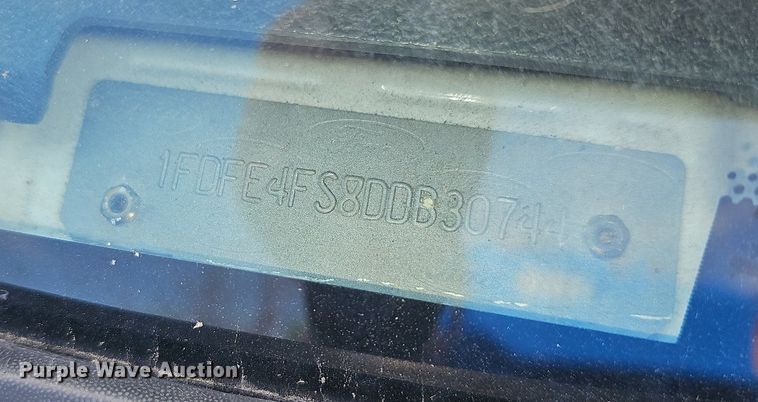 1FDFE4FS8DDB30744
Purple Wave Auction